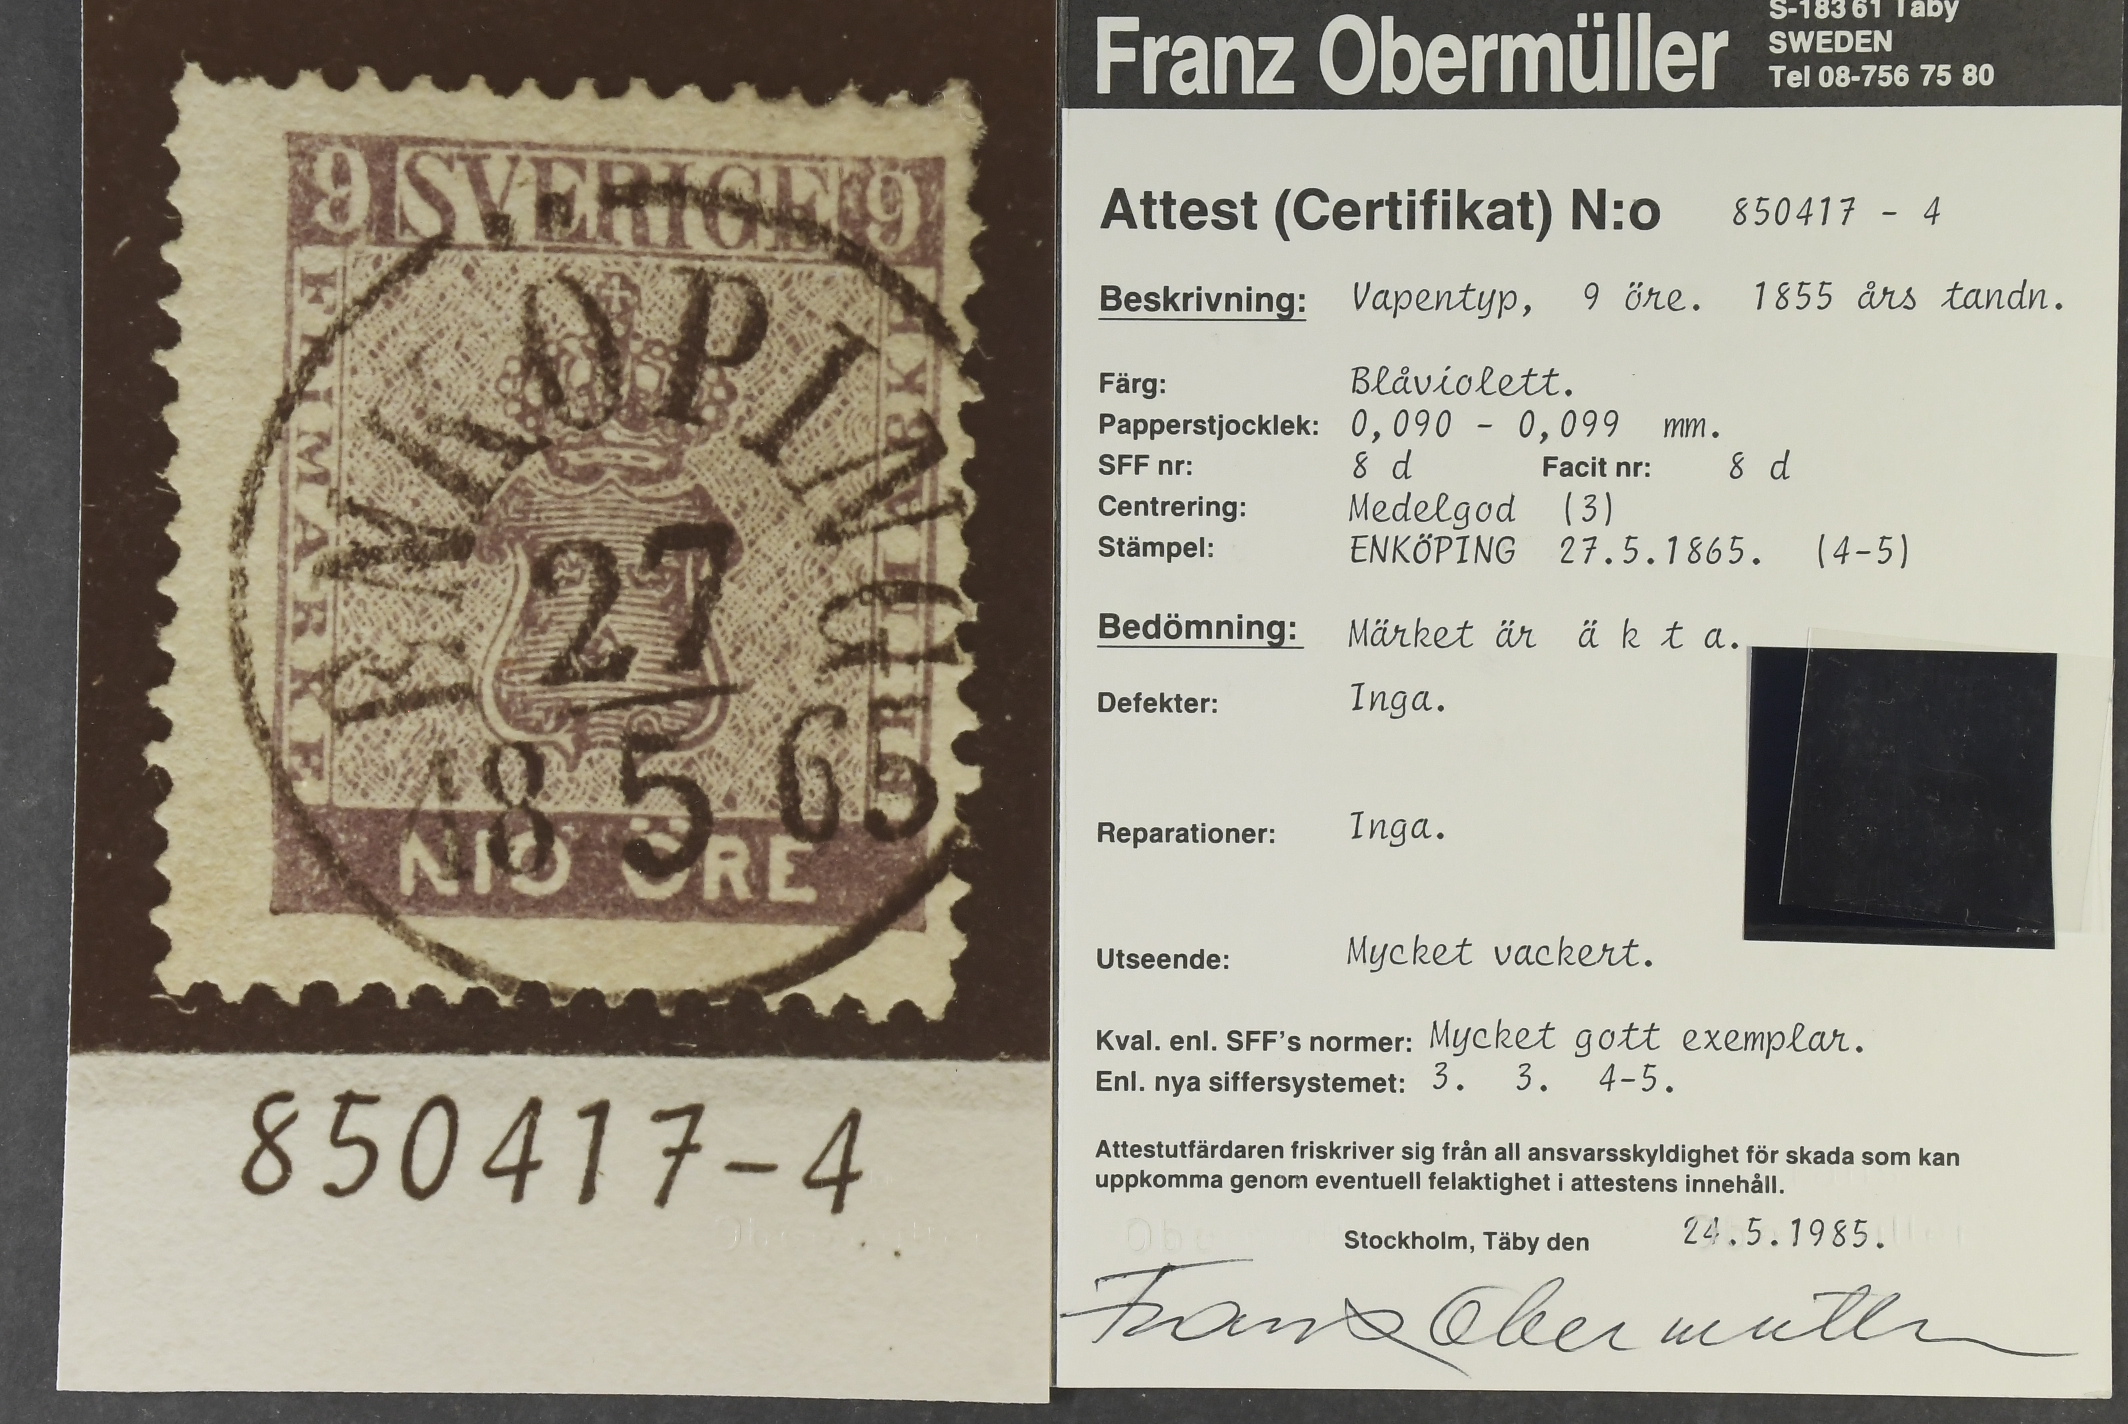 9 SVERIGE 9
FRIMÄRKE
FRIMÄRKE
ENKÖPING
27
18 5 65
NIO ÖRE
850417-4
S-183 61 Täby
Franz Obermüller
SWEDEN
Tel 08-756 75 80
Attest (Certifikat) N:o 850417 - 4
Beskrivning: Vapentyp, 9 öre. 1855 års tandn.
Färg: Blåviolett.
Papperstjocklek: 0,090 - 0,099 mm.
SFF nr: 8 d Facit nr: 8 d
Centrering: Medelgod (3)
Stämpel: ENKÖPING 27.5.1865. (4-5)
Bedömning: Märket är ä k t a.
Defekter: Inga.
Reparationer: Inga.
Utseende: Mycket vackert.
Kval. enl. SFF's normer: Mycket gott exemplar.
Enl. nya siffersystemet: 3. 3. 4-5.
Attestutfärdaren friskriver sig från all ansvarsskyldighet för skada som kan
uppkomma genom eventuell felaktighet i attestens innehåll.
Stockholm, Täby den 24.5.1985.
Franz Obermüller